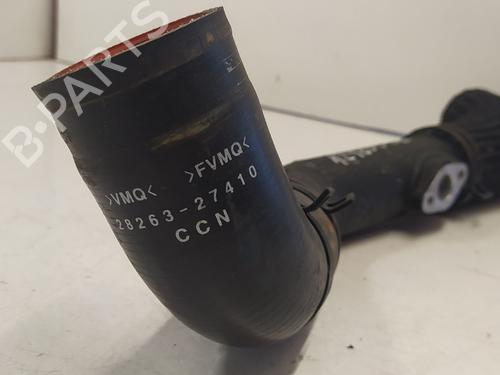 B-PARTS
>VMQ< >FVMQ<
-28263-27410
CCN